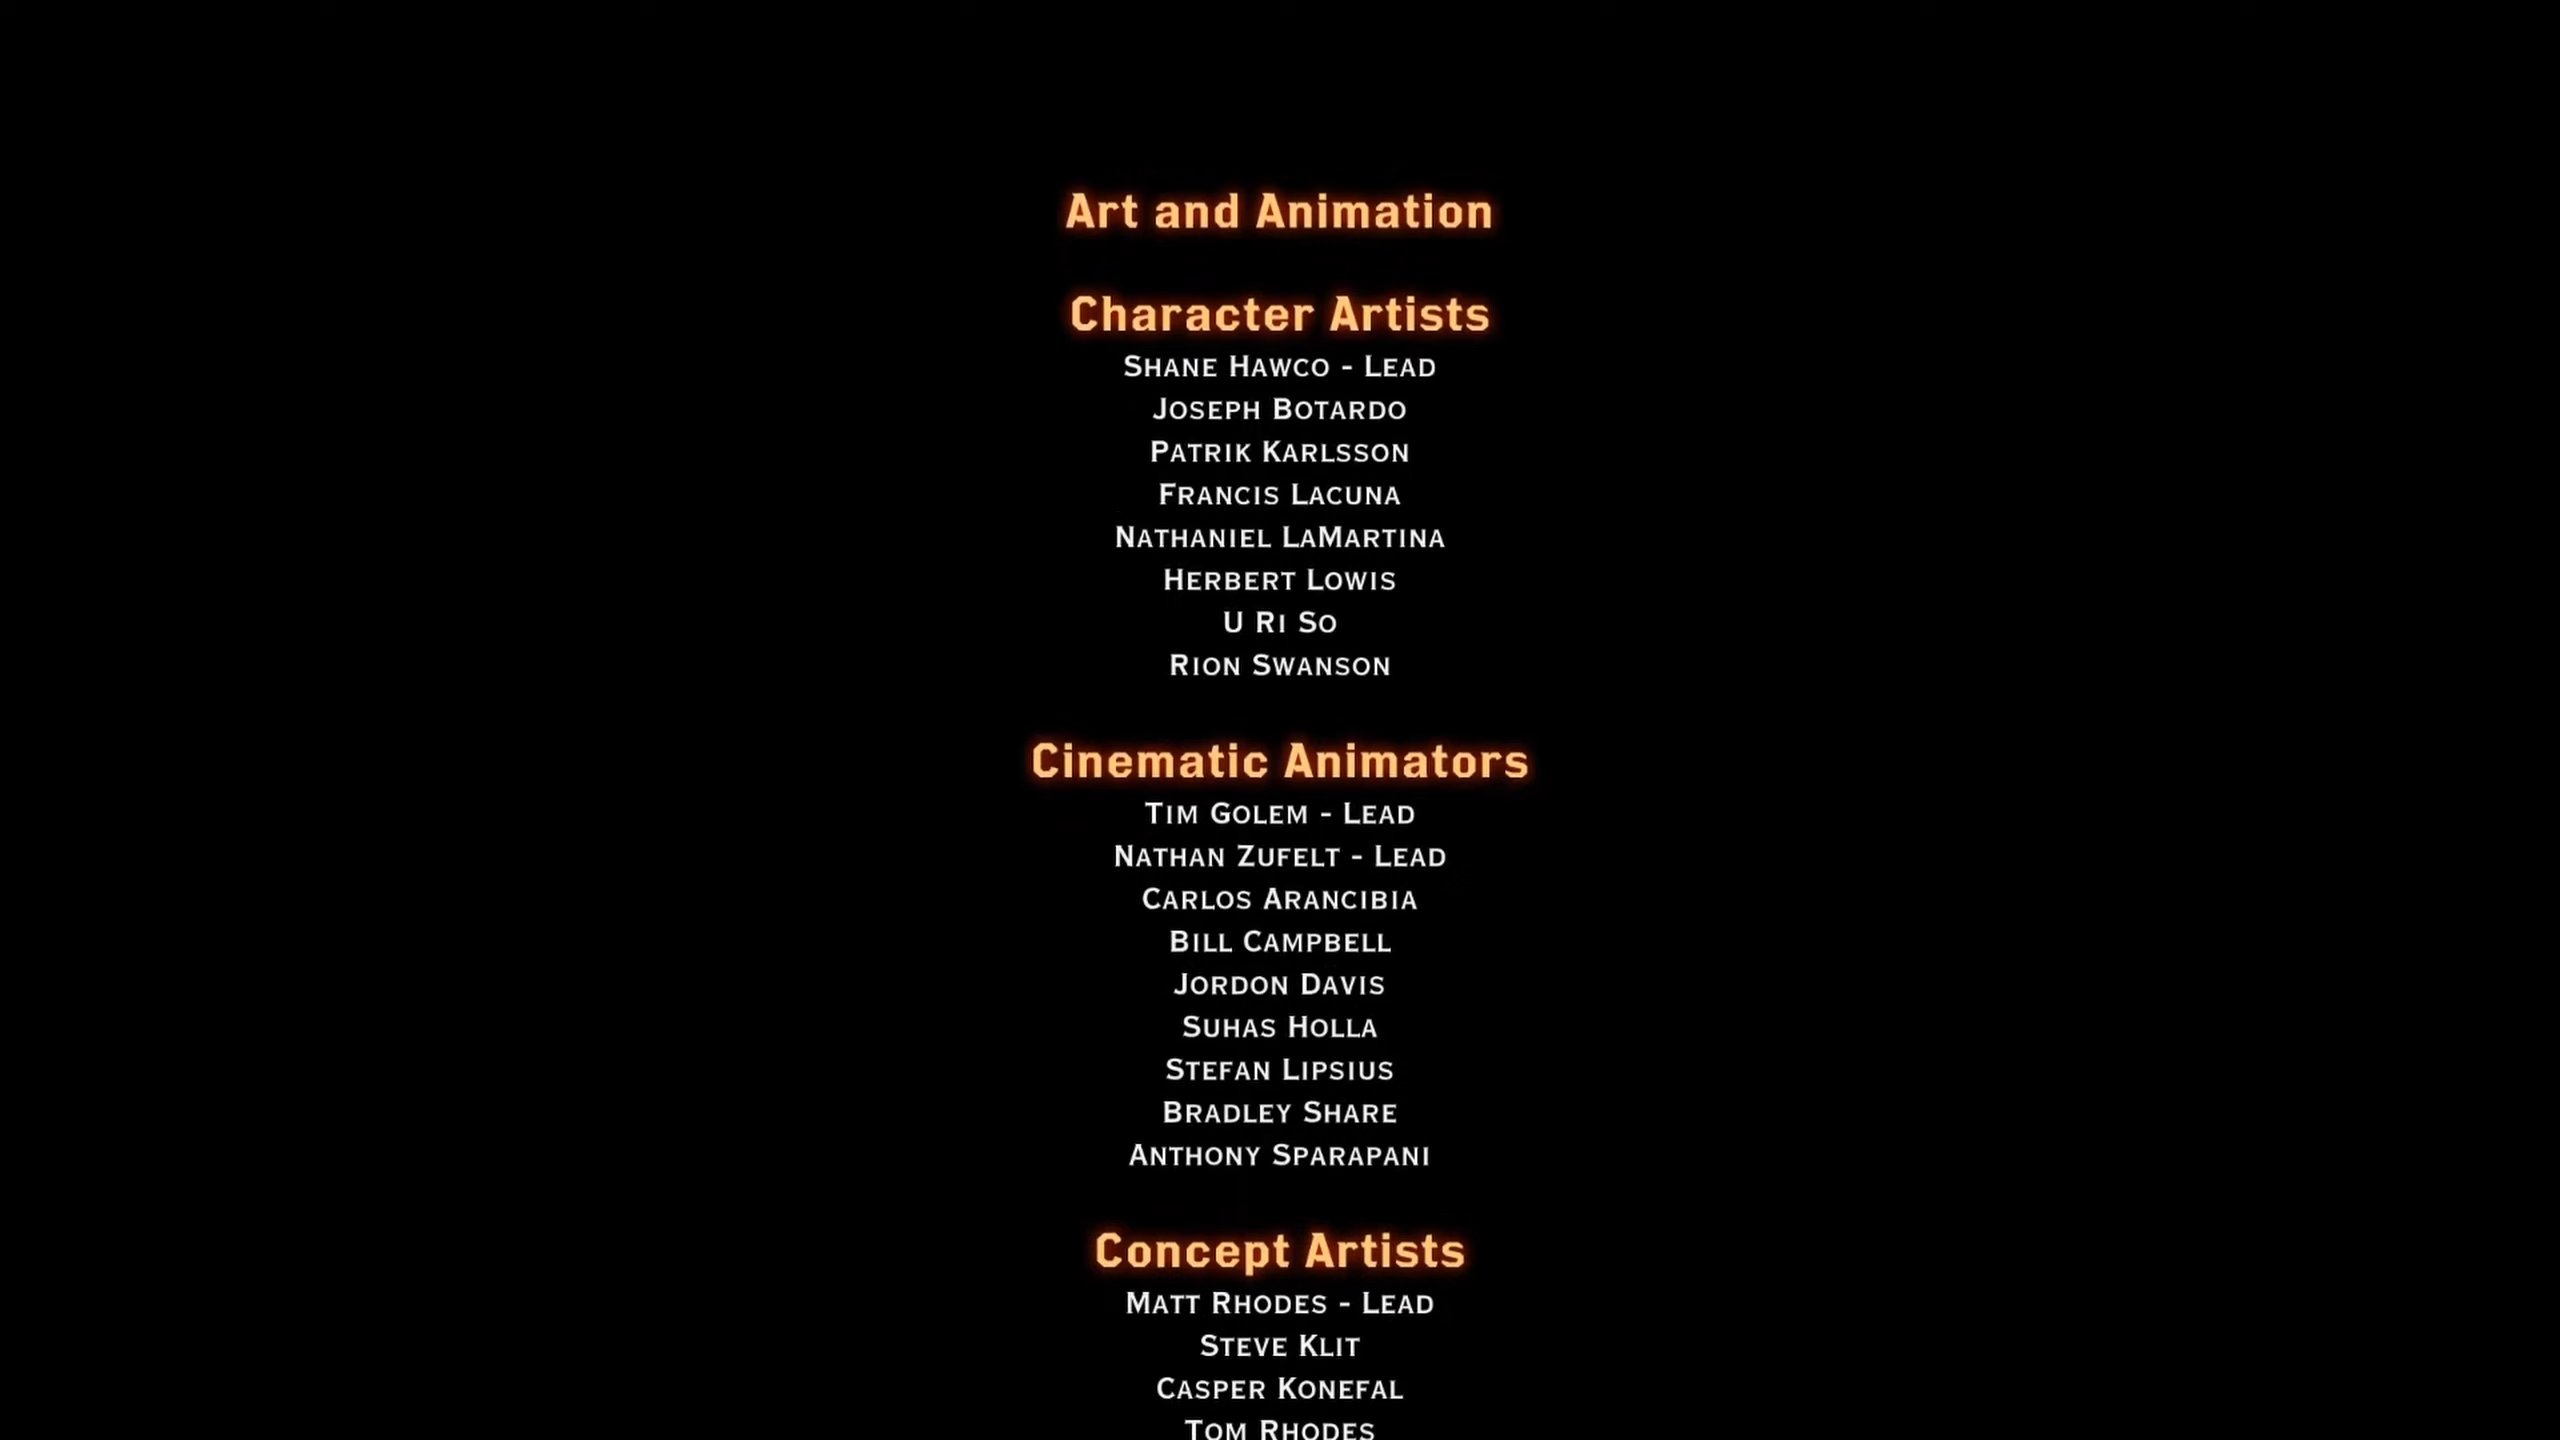 Art and Animation
Character Artists
Shane Hawco - Lead
Joseph Botardo
Patrik Karlsson
Francis Lacuna
Nathaniel LaMartina
Herbert Lowis
U Ri So
Rion Swanson
Cinematic Animators
Tim Golem - Lead
Nathan Zufelt - Lead
Carlos Arancibia
Bill Campbell
Jordon Davis
Suhas Holla
Stefan Lipsius
Bradley Share
Anthony Sparapani
Concept Artists
Matt Rhodes - Lead
Steve Klit
Casper Konefal
Tom Rhodes